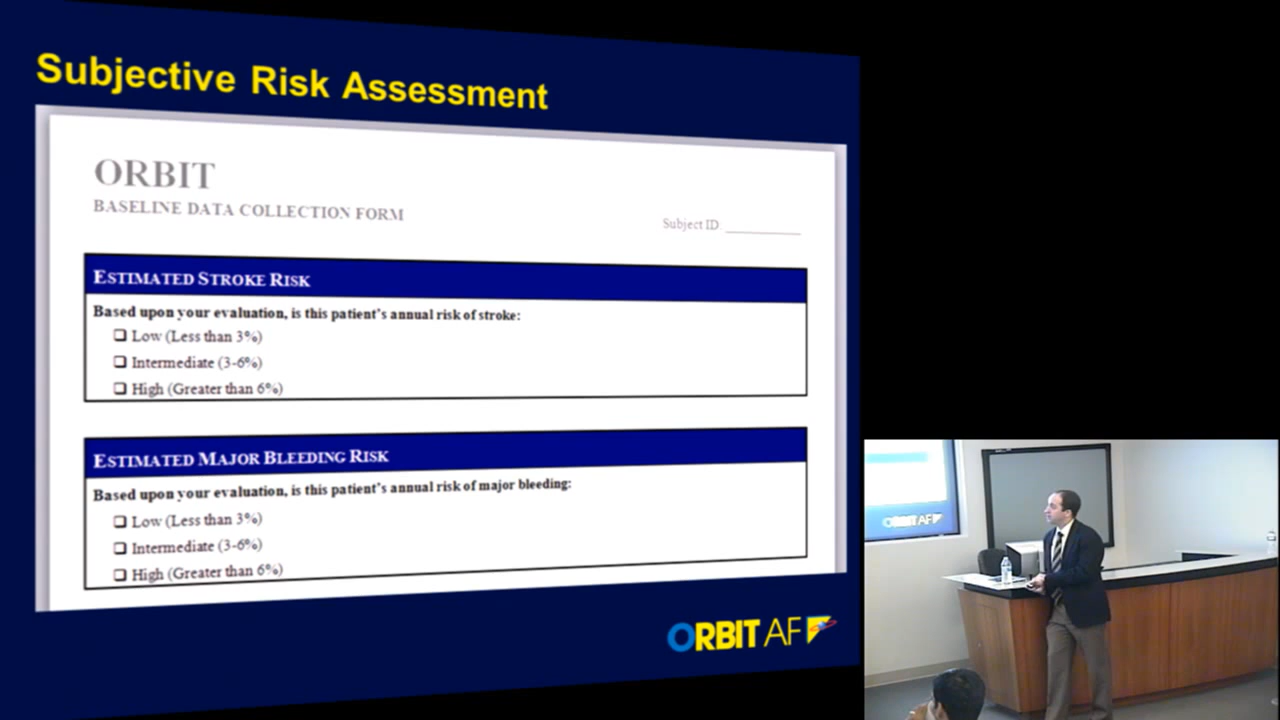 Subjective Risk Assessment
ORBIT
BASELINE DATA COLLECTION FORM
Subject ID: ___________
ESTIMATED STROKE RISK
Based upon your evaluation, is this patient's annual risk of stroke:
❑ Low (Less than 3%)
❑ Intermediate (3-6%)
❑ High (Greater than 6%)
ESTIMATED MAJOR BLEEDING RISK
Based upon your evaluation, is this patient's annual risk of major bleeding:
❑ Low (Less than 3%)
❑ Intermediate (3-6%)
❑ High (Greater than 6%)
ORBIT AF
ORBIT AF